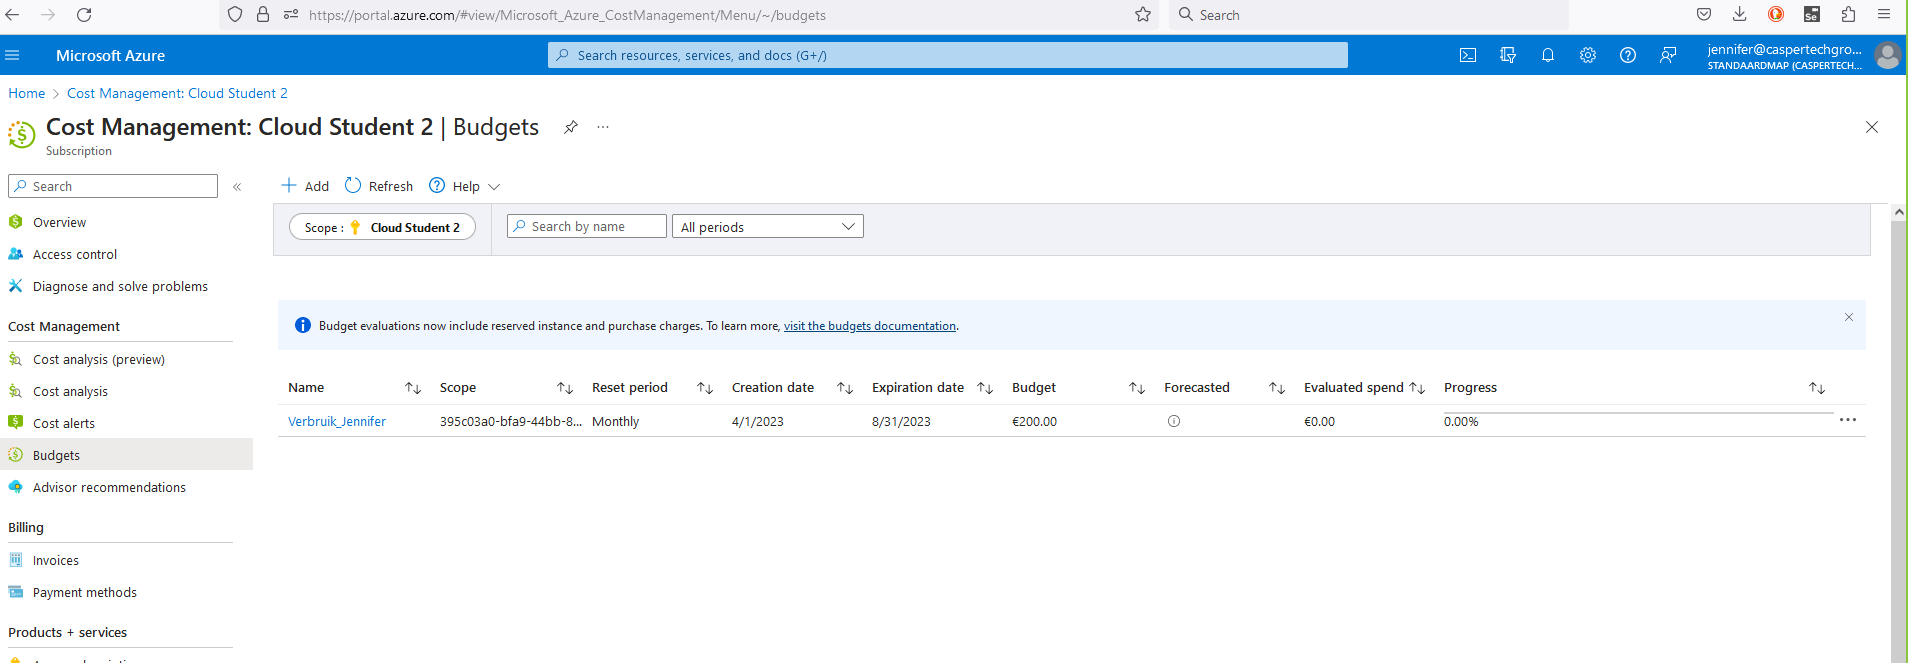 https://portal.azure.com/#view/Microsoft_Azure_CostManagement/Menu/~/budgets
Search
Microsoft Azure
Search resources, services, and docs (G+/)
jennifer@caspertechgro...
STANDAARDMAP (CASPERTECH...
Home > Cost Management: Cloud Student 2
Cost Management: Cloud Student 2 | Budgets
...
Subscription
Search
«
Add
Refresh
Help
Overview
Access control
Diagnose and solve problems
Cost Management
Cost analysis (preview)
Cost analysis
Cost alerts
Budgets
Advisor recommendations
Billing
Invoices
Payment methods
Products + services
Scope : Cloud Student 2
Search by name
All periods
Budget evaluations now include reserved instance and purchase charges. To learn more, visit the budgets documentation.
Name Scope Reset period Creation date Expiration date Budget Forecasted Evaluated spend Progress
Verbruik_Jennifer 395c03a0-bfa9-44bb-8... Monthly 4/1/2023 8/31/2023 €200.00 €0.00 0.00%